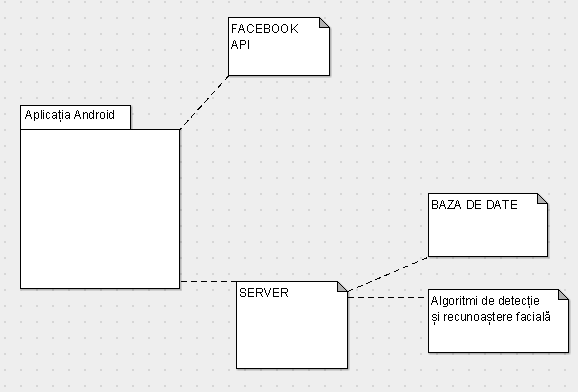 FACEBOOK
API
Aplicația Android
BAZA DE DATE
SERVER
Algoritmi de detecție
și recunoaștere facială